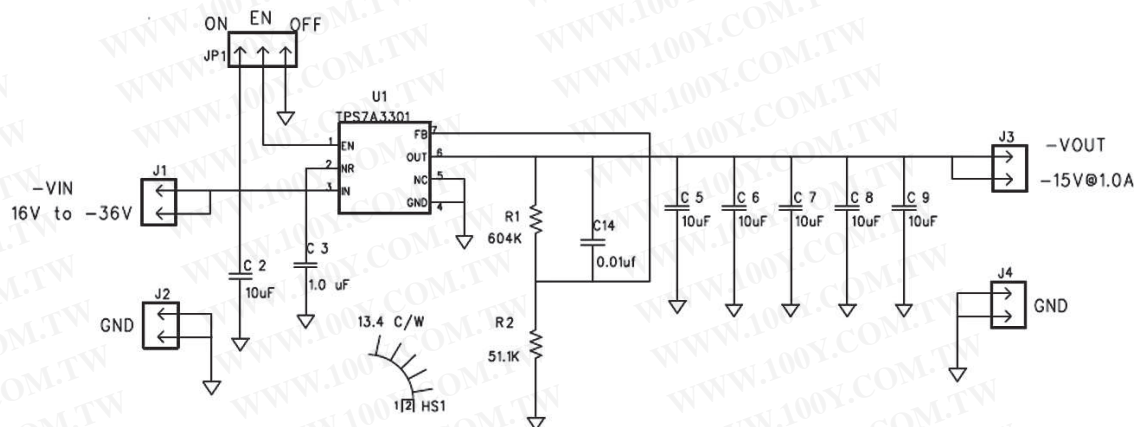 ON EN OFF
JP1
U1
TPS7A3301
1 EN
2 NR
3 IN
FB 7
OUT 6
NC 5
GND 4
J1
-VIN
16V to -36V
J2
GND
C 2
10uF
C 3
1.0 uF
13.4 C/W
1 2 HS1
R1
604K
R2
51.1K
C14
0.01uf
C 5
10uF
C 6
10uF
C 7
10uF
C 8
10uF
C 9
10uF
J3
-VOUT
-15V@1.0A
J4
GND
WWW.100Y.COM.TW